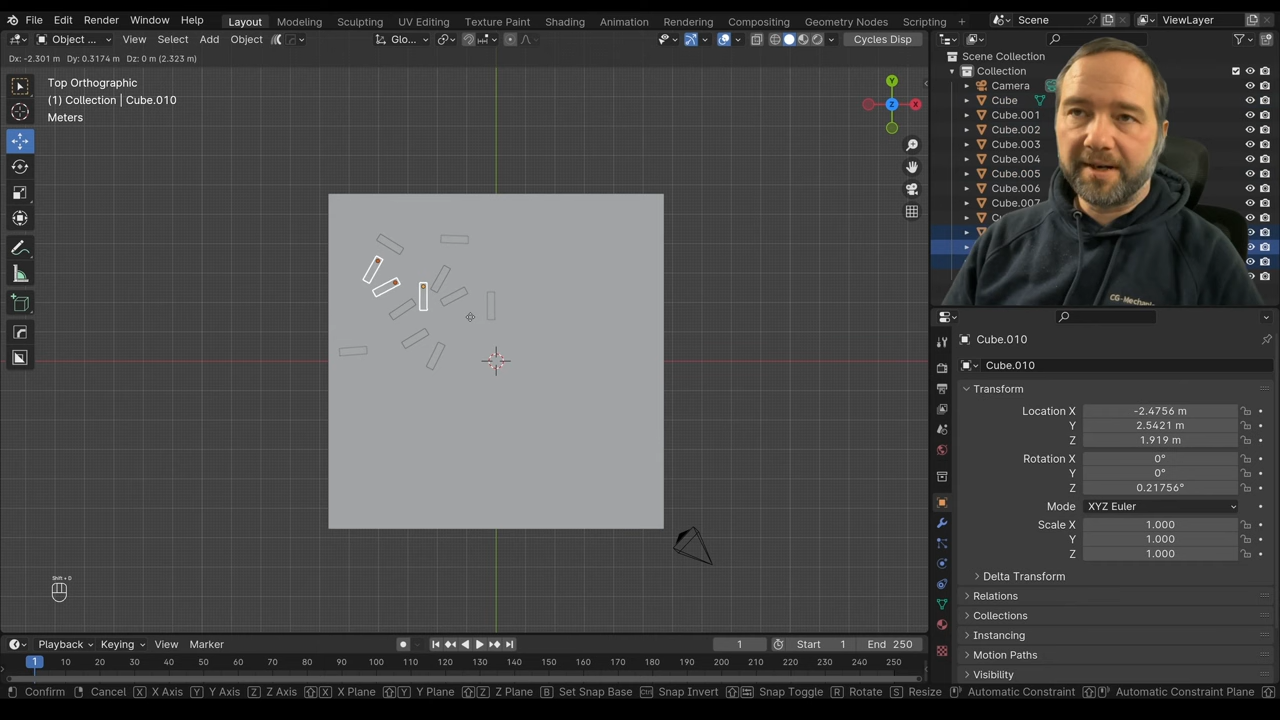 File Edit Render Window Help Layout Modeling Sculpting UV Editing Texture Paint Shading Animation Rendering Compositing Geometry Nodes Scripting + Scene ViewLayer
Object ... View Select Add Object Glo... Cycles Disp
Dx: -2.301 m Dy: 0.3174 m Dz: 0 m (2.323 m)
Top Orthographic
(1) Collection | Cube.010
Meters
Y
Z
X
Scene Collection
Collection
Camera
Cube
Cube.001
Cube.002
Cube.003
Cube.004
Cube.005
Cube.006
Cube.007
CG-Mechani
Cube.010
Cube.010
Transform
Location X -2.4756 m
Y 2.5421 m
Z 1.919 m
Rotation X 0°
Y 0°
Z 0.21756°
Mode XYZ Euler
Scale X 1.000
Y 1.000
Z 1.000
Delta Transform
Relations
Collections
Instancing
Motion Paths
Visibility
Shift + D
Playback Keying View Marker 1 Start 1 End 250
1 10 20 30 40 50 60 70 80 90 100 110 120 130 140 150 160 170 180 190 200 210 220 230 240 250
Confirm Cancel X X Axis Y Y Axis Z Z Axis X X Plane Y Y Plane Z Z Plane B Set Snap Base Ctrl Snap Invert Snap Toggle R Rotate S Resize Automatic Constraint Automatic Constraint Plane